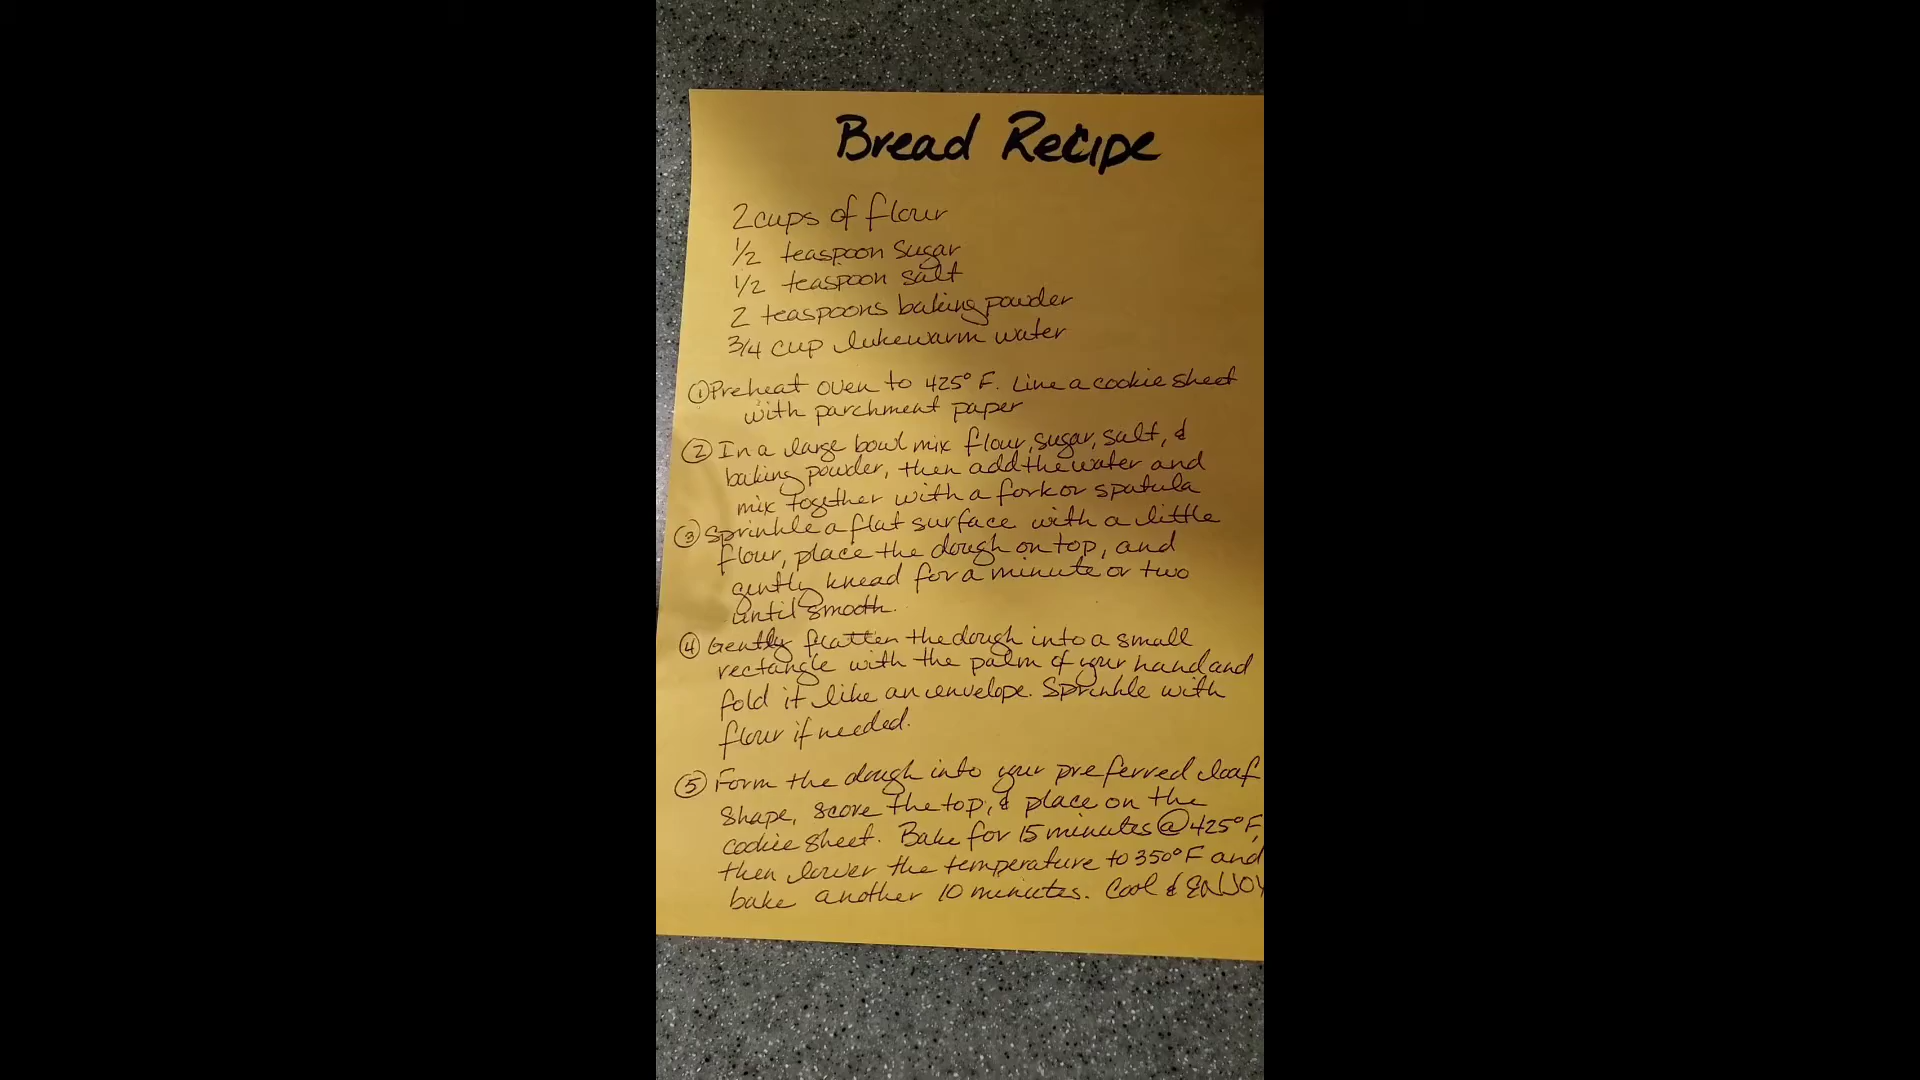 Bread Recipe
2 cups of flour
1/2 teaspoon sugar
1/2 teaspoon salt
2 teaspoons baking powder
3/4 cup lukewarm water
① Preheat oven to 425° F. Line a cookie sheet
with parchment paper
② In a large bowl mix flour, sugar, salt, &
baking powder, then add the water and
mix together with a fork or spatula
③ Sprinkle a flat surface with a little
flour, place the dough on top, and
gently knead for a minute or two
until smooth.
④ Gently flatten the dough into a small
rectangle with the palm of your hand and
fold it like an envelope. Sprinkle with
flour if needed.
⑤ Form the dough into your preferred loaf
shape, score the top, & place on the
cookie sheet. Bake for 15 minutes @ 425° F,
then lower the temperature to 350° F and
bake another 10 minutes. Cool & ENJOY